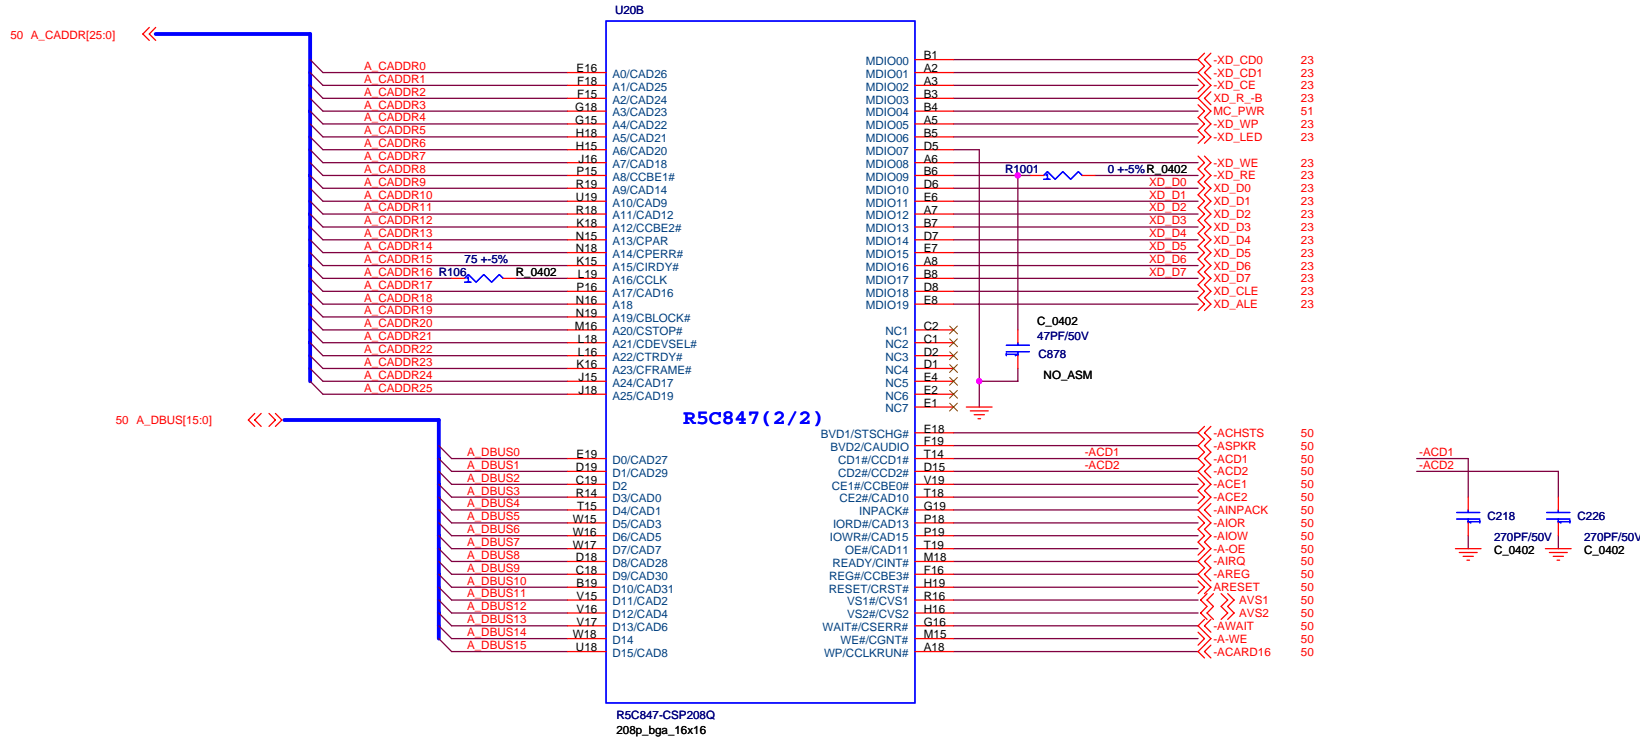 U20B
50 A_CADDR[25:0]
A_CADDR0 E16 A0/CAD26
A_CADDR1 F18 A1/CAD25
A_CADDR2 F15 A2/CAD24
A_CADDR3 G18 A3/CAD23
A_CADDR4 G15 A4/CAD22
A_CADDR5 H18 A5/CAD21
A_CADDR6 H15 A6/CAD20
A_CADDR7 J16 A7/CAD18
A_CADDR8 P15 A8/CCBE1#
A_CADDR9 R19 A9/CAD14
A_CADDR10 U19 A10/CAD9
A_CADDR11 R18 A11/CAD12
A_CADDR12 K18 A12/CCBE2#
A_CADDR13 N15 A13/CPAR
A_CADDR14 N18 A14/CPERR#
A_CADDR15 75 +-5% K15 A15/CIRDY#
A_CADDR16 R106 1 R_0402 L19 A16/CCLK
A_CADDR17 P16 A17/CAD16
A_CADDR18 N16 A18
A_CADDR19 N19 A19/CBLOCK#
A_CADDR20 M16 A20/CSTOP#
A_CADDR21 L18 A21/CDEVSEL#
A_CADDR22 L16 A22/CTRDY#
A_CADDR23 K16 A23/CFRAME#
A_CADDR24 J15 A24/CAD17
A_CADDR25 J18 A25/CAD19
50 A_DBUS[15:0]
A_DBUS0 E19 D0/CAD27
A_DBUS1 D19 D1/CAD29
A_DBUS2 C19 D2
A_DBUS3 R14 D3/CAD0
A_DBUS4 T15 D4/CAD1
A_DBUS5 W15 D5/CAD3
A_DBUS6 W16 D6/CAD5
A_DBUS7 W17 D7/CAD7
A_DBUS8 D18 D8/CAD28
A_DBUS9 C18 D9/CAD30
A_DBUS10 B19 D10/CAD31
A_DBUS11 V15 D11/CAD2
A_DBUS12 V16 D12/CAD4
A_DBUS13 V17 D13/CAD6
A_DBUS14 W18 D14
A_DBUS15 U18 D15/CAD8
R5C847(2/2)
MDIO00 B1 -XD_CD0 23
MDIO01 A2 -XD_CD1 23
MDIO02 A3 -XD_CE 23
MDIO03 B3 XD_R_-B 23
MDIO04 B4 MC_PWR 51
MDIO05 A5 -XD_WP 23
MDIO06 B5 -XD_LED 23
MDIO07 D5
MDIO08 A6 -XD_WE 23
MDIO09 B6 R1001 1 0 +-5% R_0402 -XD_RE 23
MDIO10 D6 XD_D0 XD_D0 23
MDIO11 E6 XD_D1 XD_D1 23
MDIO12 A7 XD_D2 XD_D2 23
MDIO13 B7 XD_D3 XD_D3 23
MDIO14 D7 XD_D4 XD_D4 23
MDIO15 E7 XD_D5 XD_D5 23
MDIO16 A8 XD_D6 XD_D6 23
MDIO17 B8 XD_D7 XD_D7 23
MDIO18 D8 XD_CLE 23
MDIO19 E8 XD_ALE 23
NC1 C2
NC2 C1
NC3 D2
NC4 D1
NC5 E4
NC6 E2
NC7 E1
C_0402
47PF/50V
C878
NO_ASM
BVD1/STSCHG# E18 -ACHSTS 50
BVD2/CAUDIO F19 -ASPKR 50
CD1#/CCD1# T14 -ACD1 -ACD1 50
CD2#/CCD2# D15 -ACD2 -ACD2 50
CE1#/CCBE0# V19 -ACE1 50
CE2#/CAD10 T18 -ACE2 50
INPACK# G19 -AINPACK 50
IORD#/CAD13 P18 -AIOR 50
IOWR#/CAD15 P19 -AIOW 50
OE#/CAD11 T19 -A-OE 50
READY/CINT# M18 -AIRQ 50
REG#/CCBE3# F16 -AREG 50
RESET/CRST# H19 ARESET 50
VS1#/CVS1 R16 AVS1 50
VS2#/CVS2 H16 AVS2 50
WAIT#/CSERR# G16 -AWAIT 50
WE#/CGNT# M15 -A-WE 50
WP/CCLKRUN# A18 -ACARD16 50
-ACD1
-ACD2
C218 C226
270PF/50V 270PF/50V
C_0402 C_0402
R5C847-CSP208Q
208p_bga_16x16